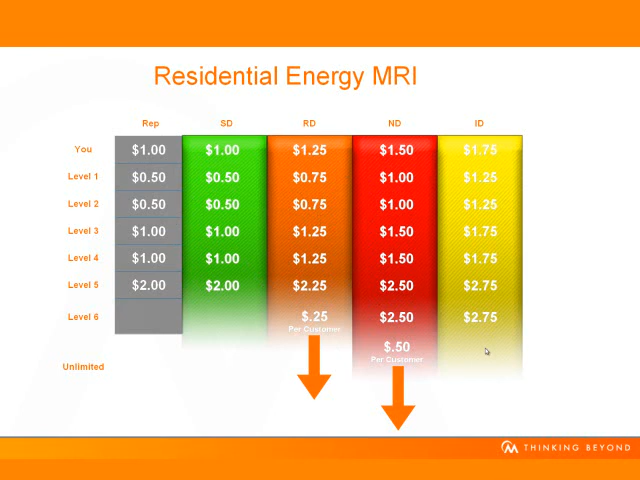 Residential Energy MRI
Rep SD RD ND ID
You $1.00 $1.00 $1.25 $1.50 $1.75
Level 1 $0.50 $0.50 $0.75 $1.00 $1.25
Level 2 $0.50 $0.50 $0.75 $1.00 $1.25
Level 3 $1.00 $1.00 $1.25 $1.50 $1.75
Level 4 $1.00 $1.00 $1.25 $1.50 $1.75
Level 5 $2.00 $2.00 $2.25 $2.50 $2.75
Level 6 $.25 $2.50 $2.75
Per Customer
$.50
Per Customer
Unlimited
THINKING BEYOND